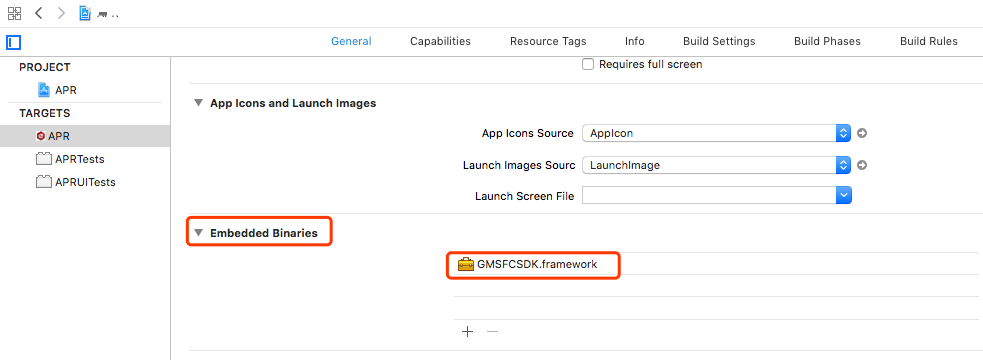 General Capabilities Resource Tags Info Build Settings Build Phases Build Rules
PROJECT
APR
TARGETS
APR
APRTests
APRUITests
Requires full screen
App Icons and Launch Images
App Icons Source AppIcon
Launch Images Sourc LaunchImage
Launch Screen File
Embedded Binaries
GMSFCSDK.framework